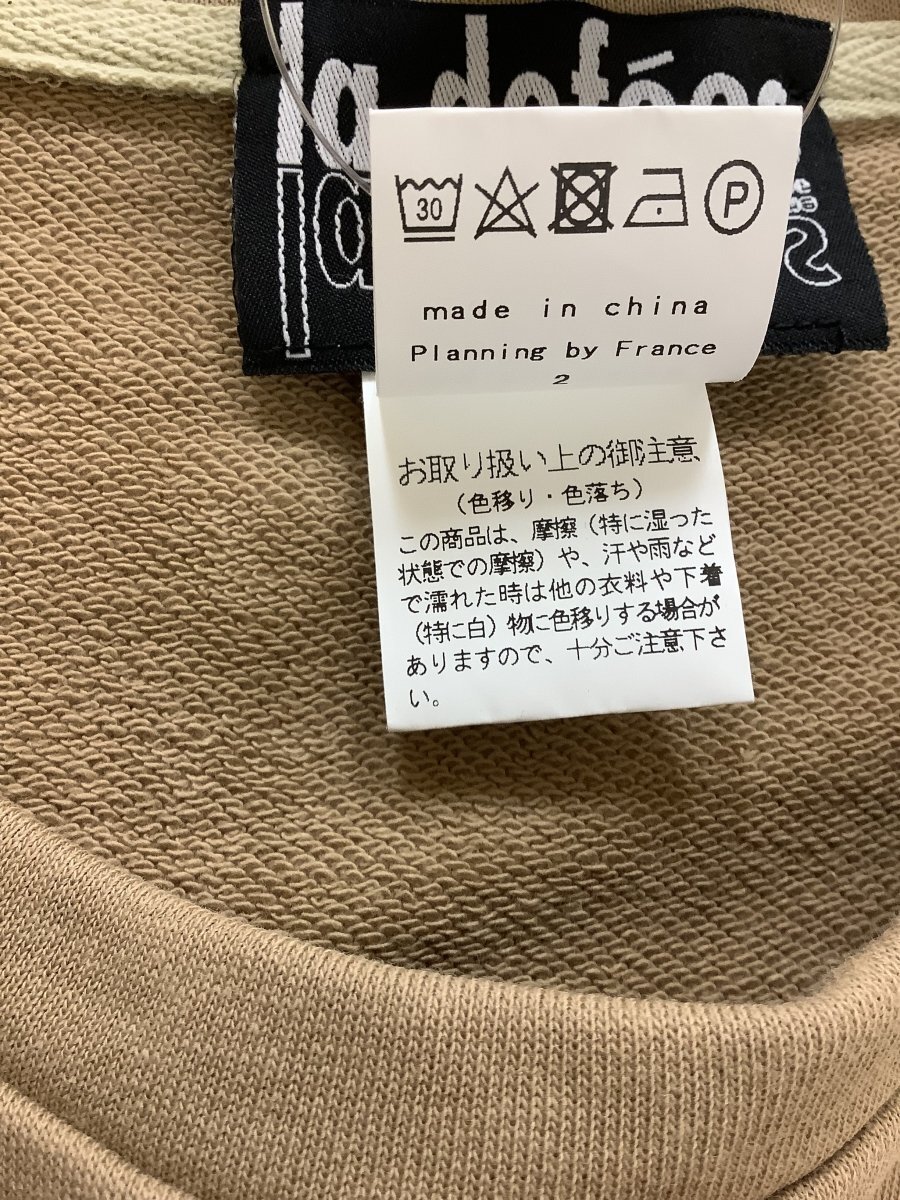 la
30
P
made in china
Planning by France
2
お取り扱い上の御注意
(色移り・色落ち)
この商品は、摩擦(特に湿った
状態での摩擦)や、汗や雨など
で濡れた時は他の衣料や下着
(特に白)物に色移りする場合が
ありますので、十分ご注意下さ
い。